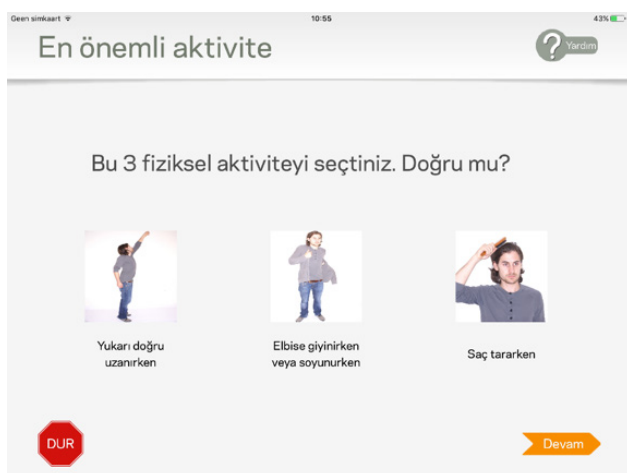 Geen simkaart
10:55
43%
En önemli aktivite
? Yardım
Bu 3 fiziksel aktiviteyi seçtiniz. Doğru mu?
Yukarı doğru
uzanırken
Elbise giyinirken
veya soyunurken
Saç tararken
DUR
Devam